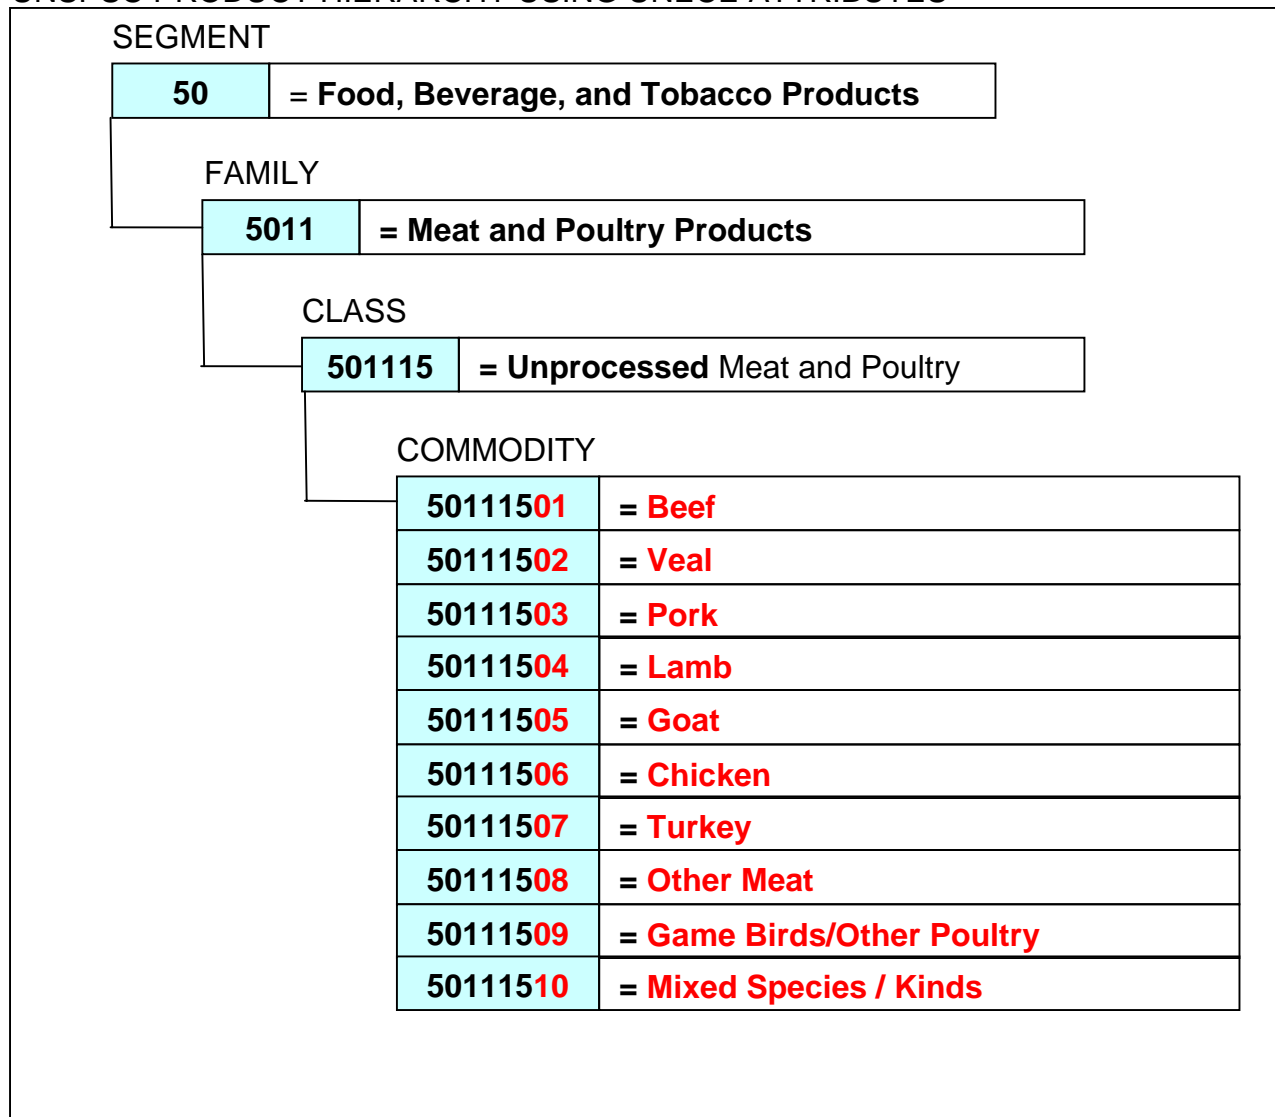 SEGMENT
50 = Food, Beverage, and Tobacco Products
FAMILY
5011 = Meat and Poultry Products
CLASS
501115 = Unprocessed Meat and Poultry
COMMODITY
50111501 = Beef
50111502 = Veal
50111503 = Pork
50111504 = Lamb
50111505 = Goat
50111506 = Chicken
50111507 = Turkey
50111508 = Other Meat
50111509 = Game Birds/Other Poultry
50111510 = Mixed Species / Kinds